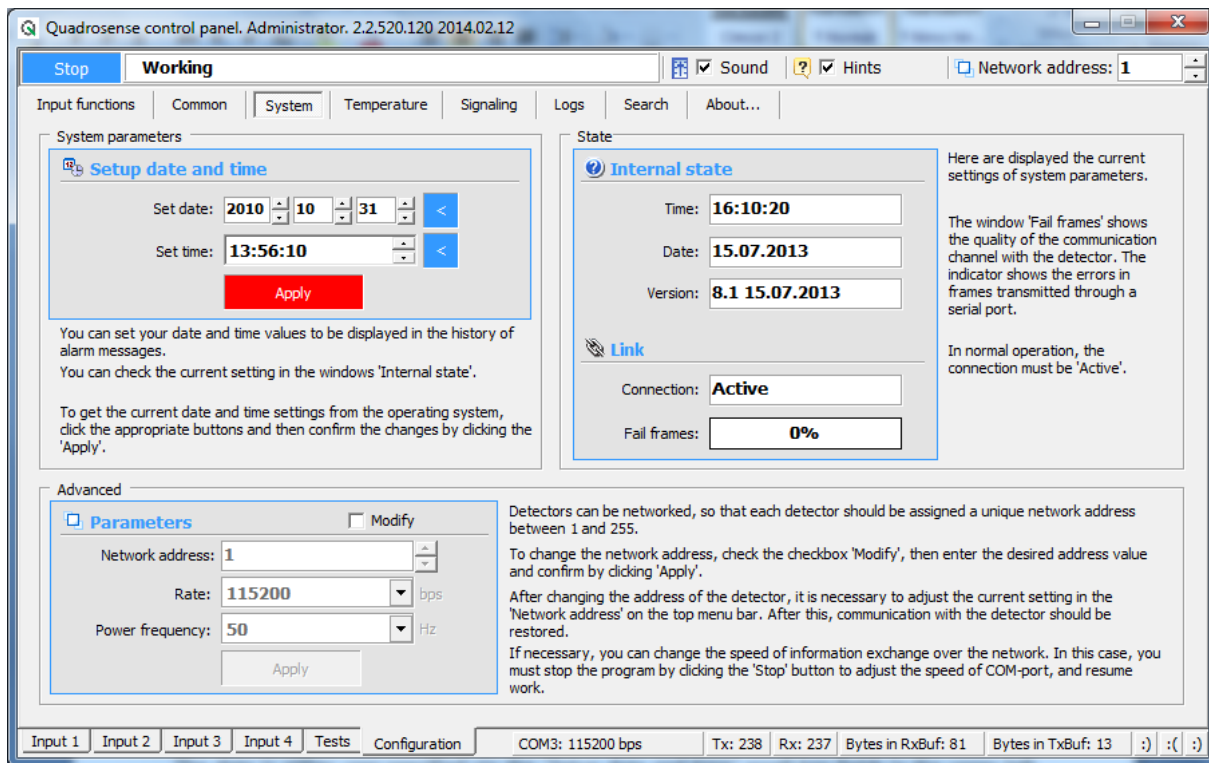 Quadrosense control panel. Administrator. 2.2.520.120 2014.02.12
Stop Working Sound Hints Network address: 1
Input functions Common System Temperature Signaling Logs Search About...
System parameters
Setup date and time
Set date: 2010 10 31 <
Set time: 13:56:10 <
Apply
You can set your date and time values to be displayed in the history of
alarm messages.
You can check the current setting in the windows 'Internal state'.
To get the current date and time settings from the operating system,
click the appropriate buttons and then confirm the changes by clicking the
'Apply'.
State
Internal state
Time: 16:10:20
Date: 15.07.2013
Version: 8.1 15.07.2013
Link
Connection: Active
Fail frames: 0%
Here are displayed the current
settings of system parameters.
The window 'Fail frames' shows
the quality of the communication
channel with the detector. The
indicator shows the errors in
frames transmitted through a
serial port.
In normal operation, the
connection must be 'Active'.
Advanced
Parameters Modify
Network address: 1
Rate: 115200 bps
Power frequency: 50 Hz
Apply
Detectors can be networked, so that each detector should be assigned a unique network address
between 1 and 255.
To change the network address, check the checkbox 'Modify', then enter the desired address value
and confirm by clicking 'Apply'.
After changing the address of the detector, it is necessary to adjust the current setting in the
'Network address' on the top menu bar. After this, communication with the detector should be
restored.
If necessary, you can change the speed of information exchange over the network. In this case, you
must stop the program by clicking the 'Stop' button to adjust the speed of COM-port, and resume
work.
Input 1 Input 2 Input 3 Input 4 Tests Configuration COM3: 115200 bps Tx: 238 Rx: 237 Bytes in RxBuf: 81 Bytes in TxBuf: 13 :) :( :)